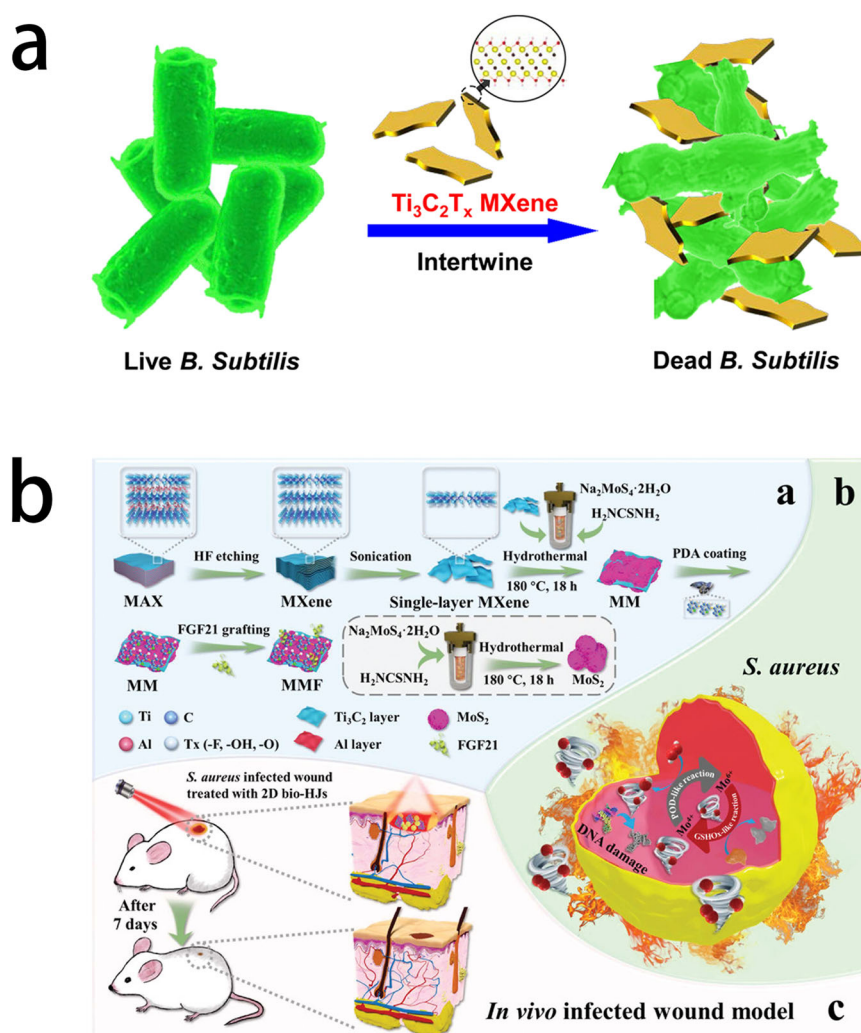 a
Ti₃C₂Tₓ MXene
Intertwine
Live B. Subtilis
Dead B. Subtilis
b
a
b
Na₂MoS₄·2H₂O
H₂NCSNH₂
HF etching
Sonication
Hydrothermal
PDA coating
180 °C, 18 h
MAX
MXene
Single-layer MXene
MM
FGF21 grafting
Na₂MoS₄·2H₂O
Hydrothermal
H₂NCSNH₂
180 °C, 18 h
MM
MMF
MoS₂
S. aureus
Ti
C
Ti₃C₂ layer
MoS₂
Al
Tx (-F, -OH, -O)
Al layer
FGF21
S. aureus infected wound
treated with 2D bio-HJs
POD-like reaction
Mo⁶⁺
Mo⁴⁺
GSHOx-like reaction
DNA damage
After
7 days
In vivo infected wound model
c